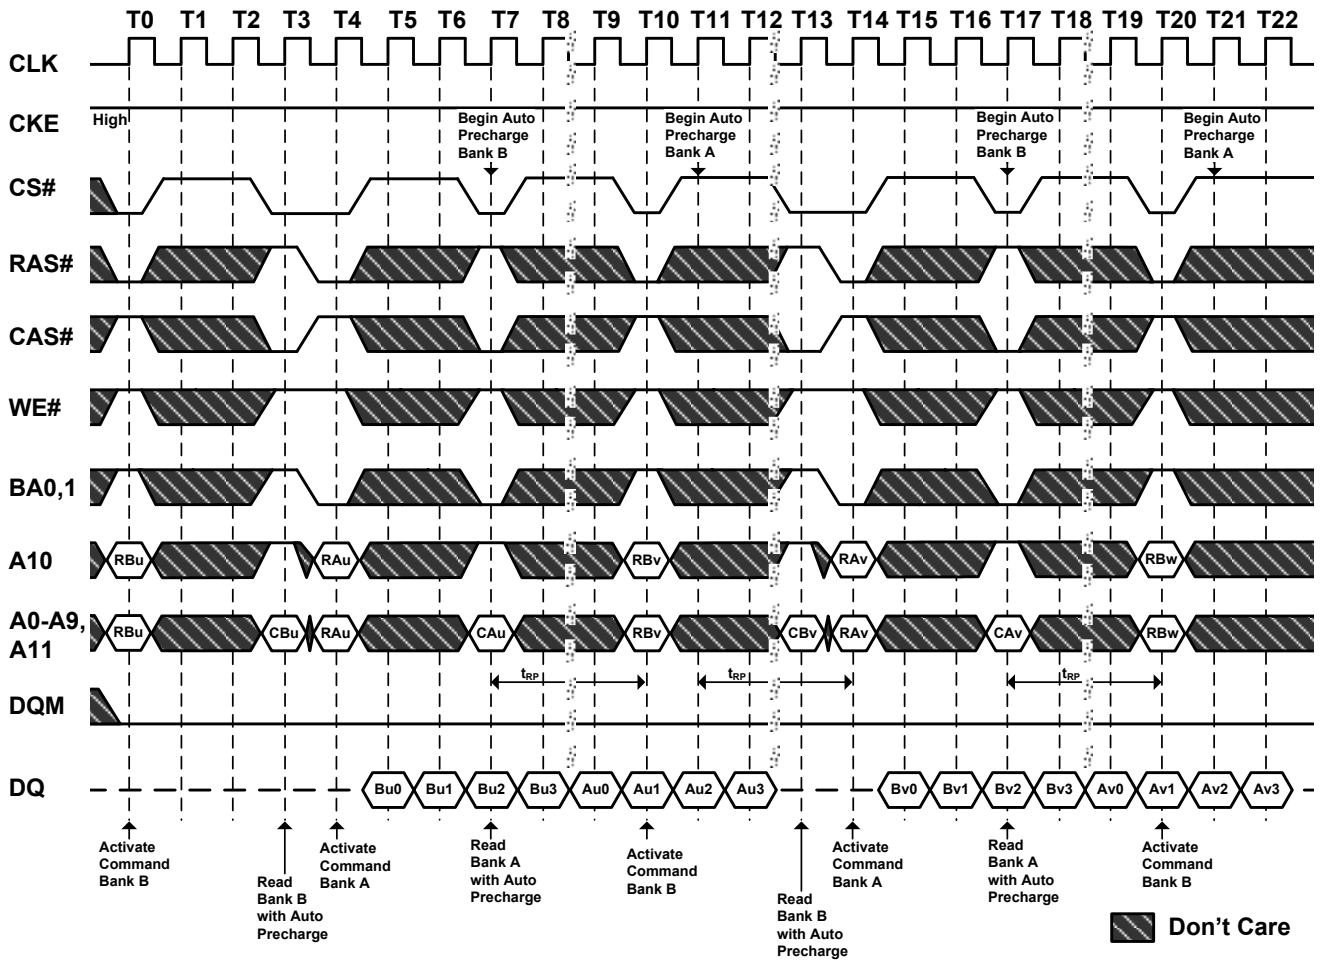 T0 T1 T2 T3 T4 T5 T6 T7 T8 T9 T10 T11 T12 T13 T14 T15 T16 T17 T18 T19 T20 T21 T22
CLK
CKE
High
Begin Auto
Precharge
Bank B
Begin Auto
Precharge
Bank A
Begin Auto
Precharge
Bank B
Begin Auto
Precharge
Bank A
CS#
RAS#
CAS#
WE#
BA0,1
A10
RBu RAu RBv RAv RBw
A0-A9,
A11
RBu CBu RAu CAu RBv CBv RAv CAv RBw
tRP tRP tRP
DQM
DQ
Bu0 Bu1 Bu2 Bu3 Au0 Au1 Au2 Au3 Bv0 Bv1 Bv2 Bv3 Av0 Av1 Av2 Av3
Activate
Command
Bank B
Read
Bank B
with Auto
Precharge
Activate
Command
Bank A
Read
Bank A
with Auto
Precharge
Activate
Command
Bank B
Read
Bank B
with Auto
Precharge
Activate
Command
Bank A
Read
Bank A
with Auto
Precharge
Activate
Command
Bank B
Don't Care